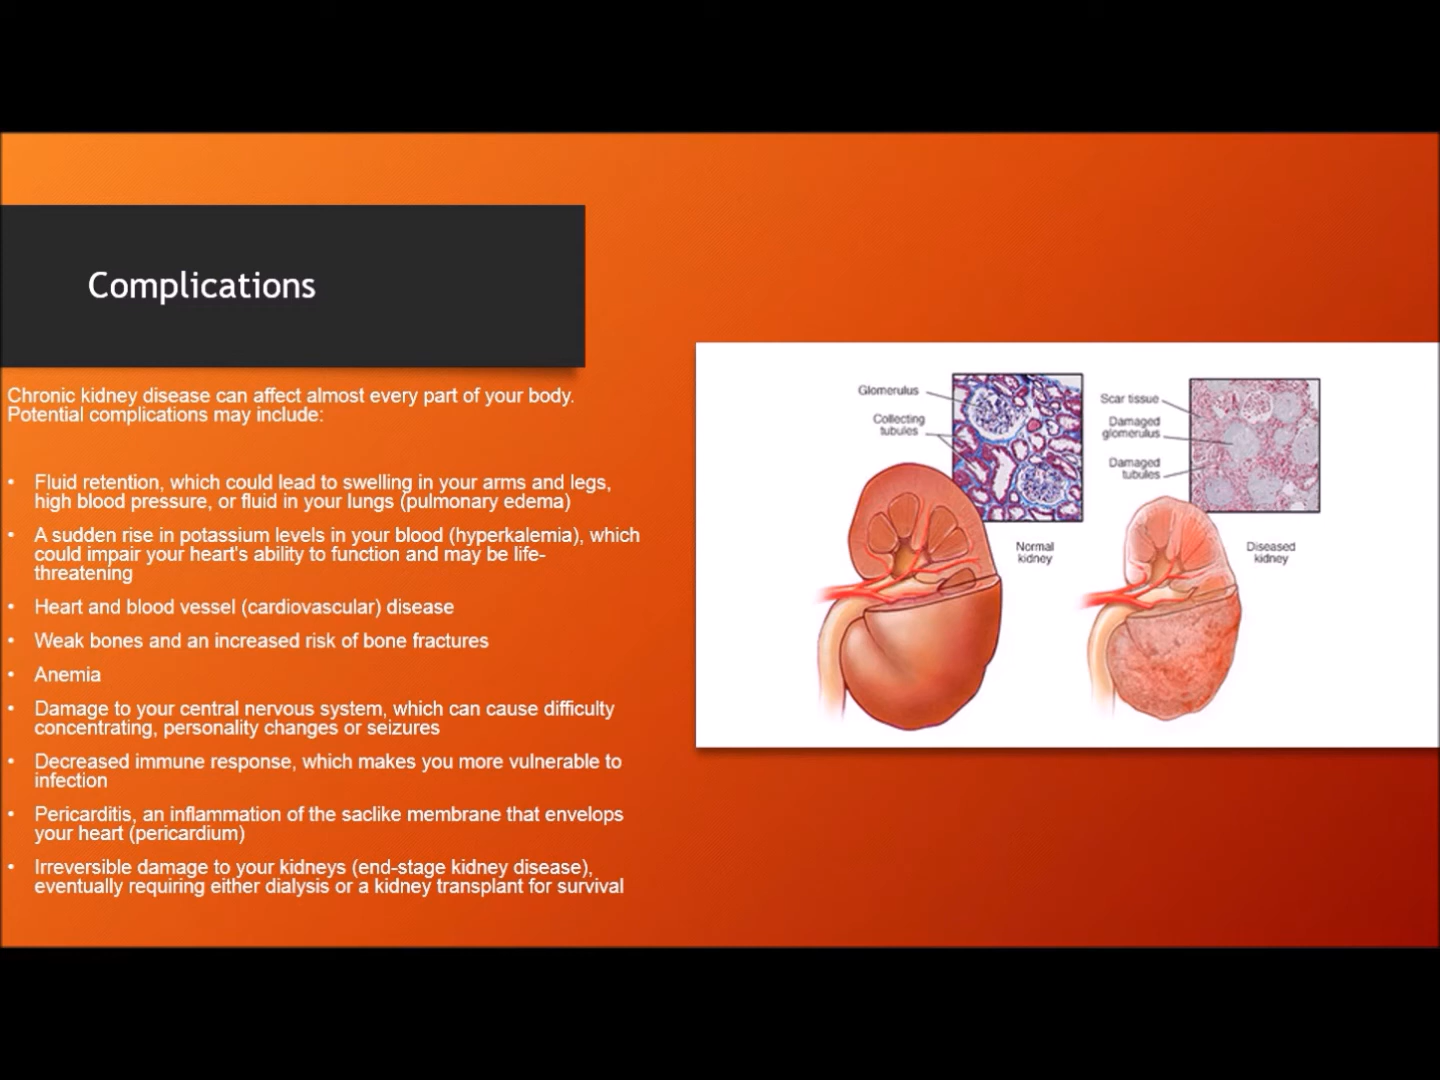 Complications
Chronic kidney disease can affect almost every part of your body.
Potential complications may include:
• Fluid retention, which could lead to swelling in your arms and legs,
high blood pressure, or fluid in your lungs (pulmonary edema)
• A sudden rise in potassium levels in your blood (hyperkalemia), which
could impair your heart's ability to function and may be life-
threatening
• Heart and blood vessel (cardiovascular) disease
• Weak bones and an increased risk of bone fractures
• Anemia
• Damage to your central nervous system, which can cause difficulty
concentrating, personality changes or seizures
• Decreased immune response, which makes you more vulnerable to
infection
• Pericarditis, an inflammation of the saclike membrane that envelops
your heart (pericardium)
• Irreversible damage to your kidneys (end-stage kidney disease),
eventually requiring either dialysis or a kidney transplant for survival
Glomerulus
Collecting
tubules
Normal
kidney
Scar tissue
Damaged
glomerulus
Damaged
tubules
Diseased
kidney